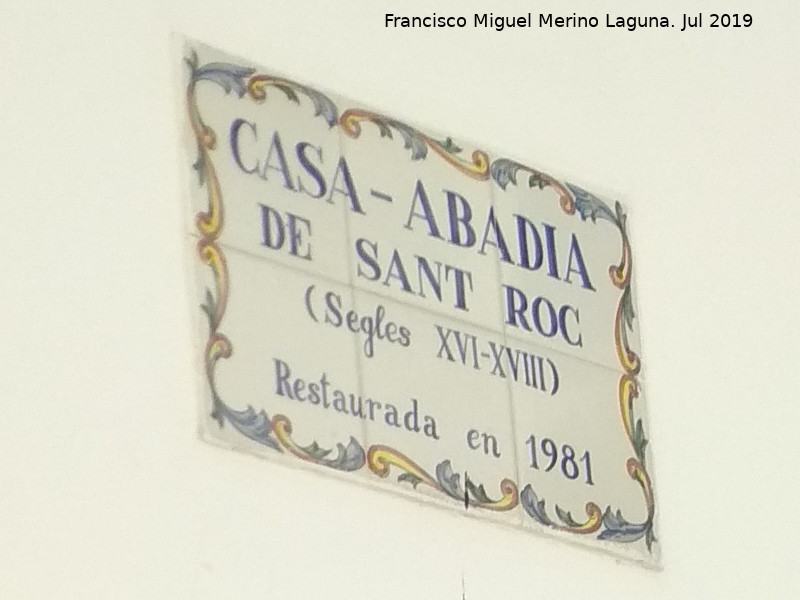 Francisco Miguel Merino Laguna. Jul 2019
CASA-ABADIA
DE SANT ROC
(Segles XVI-XVIII)
Restaurada en 1981